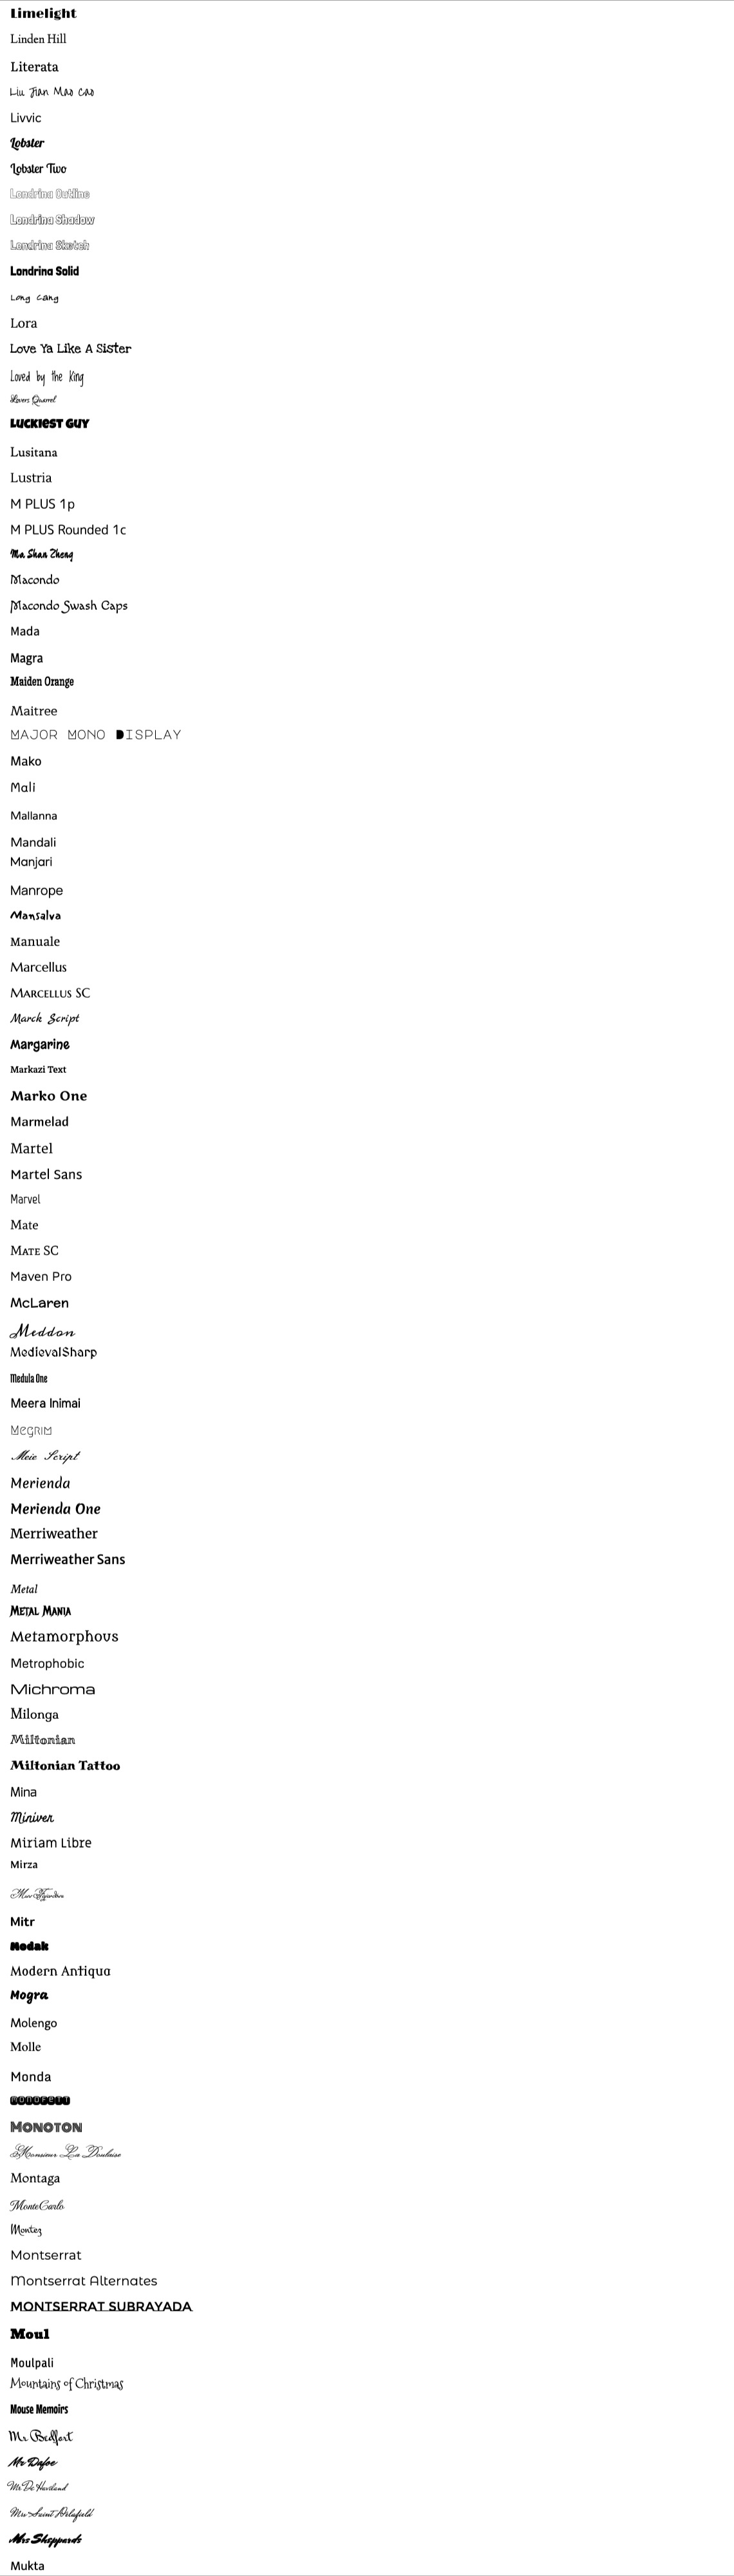 Limelight
Linden Hill
Literata
Liu Jian Mao Cao
Livvic
Lobster
Lobster Two
Londrina Outline
Londrina Shadow
Londrina Sketch
Londrina Solid
Long Cang
Lora
Love Ya Like A Sister
Loved by the King
Lovers Quarrel
Luckiest Guy
Lusitana
Lustria
M PLUS 1p
M PLUS Rounded 1c
Ma Shan Zheng
Macondo
Macondo Swash Caps
Mada
Magra
Maiden Orange
Maitree
Major Mono Display
Mako
Mali
Mallanna
Mandali
Manjari
Manrope
Mansalva
Manuale
Marcellus
Marcellus SC
Marck Script
Margarine
Markazi Text
Marko One
Marmelad
Martel
Martel Sans
Marvel
Mate
Mate SC
Maven Pro
McLaren
Meddon
MedievalSharp
Medula One
Meera Inimai
Megrim
Meie Script
Merienda
Merienda One
Merriweather
Merriweather Sans
Metal
Metal Mania
Metamorphous
Metrophobic
Michroma
Milonga
Miltonian
Miltonian Tattoo
Mina
Miniver
Miriam Libre
Mirza
Miss Fajardose
Mitr
Modak
Modern Antiqua
Mogra
Molengo
Molle
Monda
Monofett
Monoton
Monsieur La Doulaise
Montaga
MonteCarlo
Montez
Montserrat
Montserrat Alternates
Montserrat Subrayada
Moul
Moulpali
Mountains of Christmas
Mouse Memoirs
Mr Bedfort
Mr Dafoe
Mr De Haviland
Mrs Saint Delafield
Mrs Sheppards
Mukta